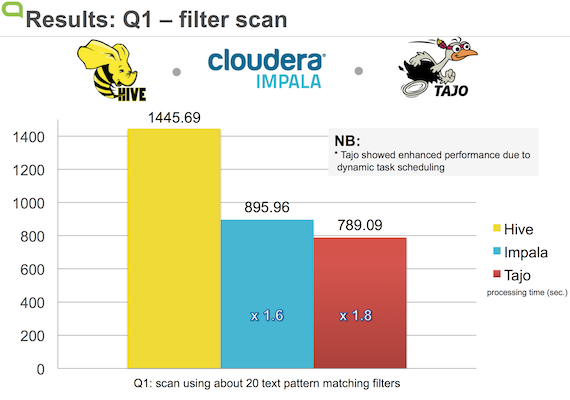 Results: Q1 – filter scan
HIVE
cloudera
IMPALA
TAJO
1445.69
NB:
* Tajo showed enhanced performance due to
dynamic task scheduling
1400
1200
1000
800
600
400
200
0
895.96
789.09
x 1.6
x 1.8
Hive
Impala
Tajo
processing time (sec.)
Q1: scan using about 20 text pattern matching filters